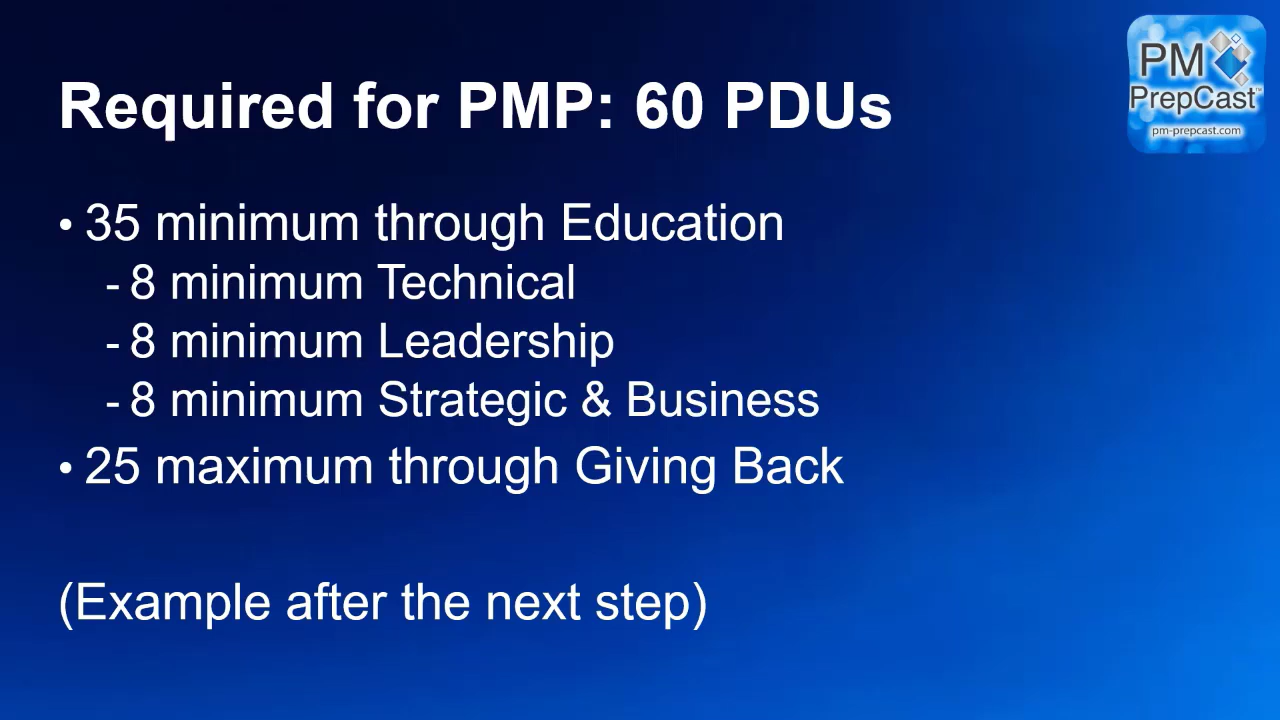 PM
PrepCast™
pm-prepcast.com
Required for PMP: 60 PDUs
• 35 minimum through Education
- 8 minimum Technical
- 8 minimum Leadership
- 8 minimum Strategic & Business
• 25 maximum through Giving Back
(Example after the next step)